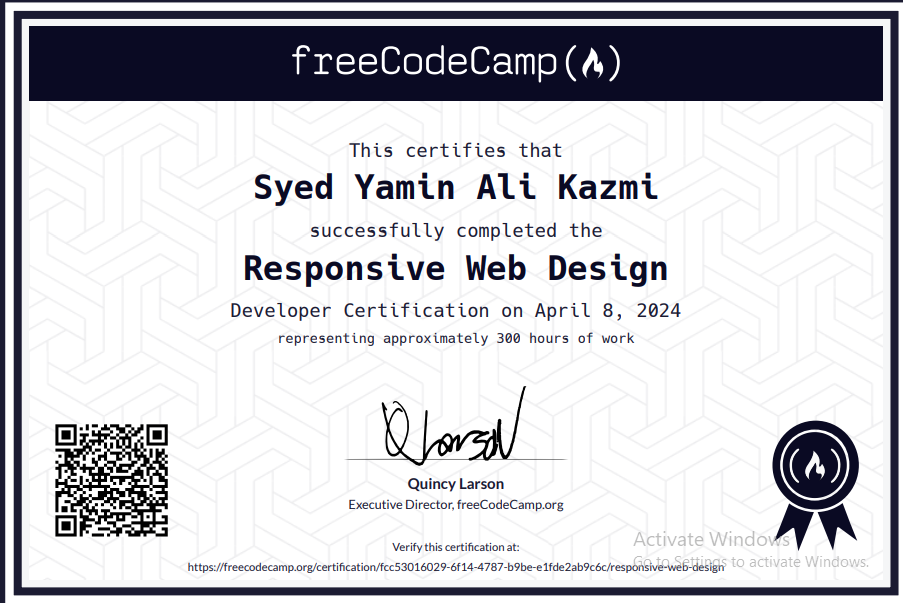 freeCodeCamp
This certifies that
Syed Yamin Ali Kazmi
successfully completed the
Responsive Web Design
Developer Certification on April 8, 2024
representing approximately 300 hours of work
Quincy Larson
Executive Director, freeCodeCamp.org
Verify this certification at:
https://freecodecamp.org/certification/fcc53016029-6f14-4787-b9be-e1fde2ab9c6c/responsive-web-design
Activate Windows
Go to Settings to activate Windows.